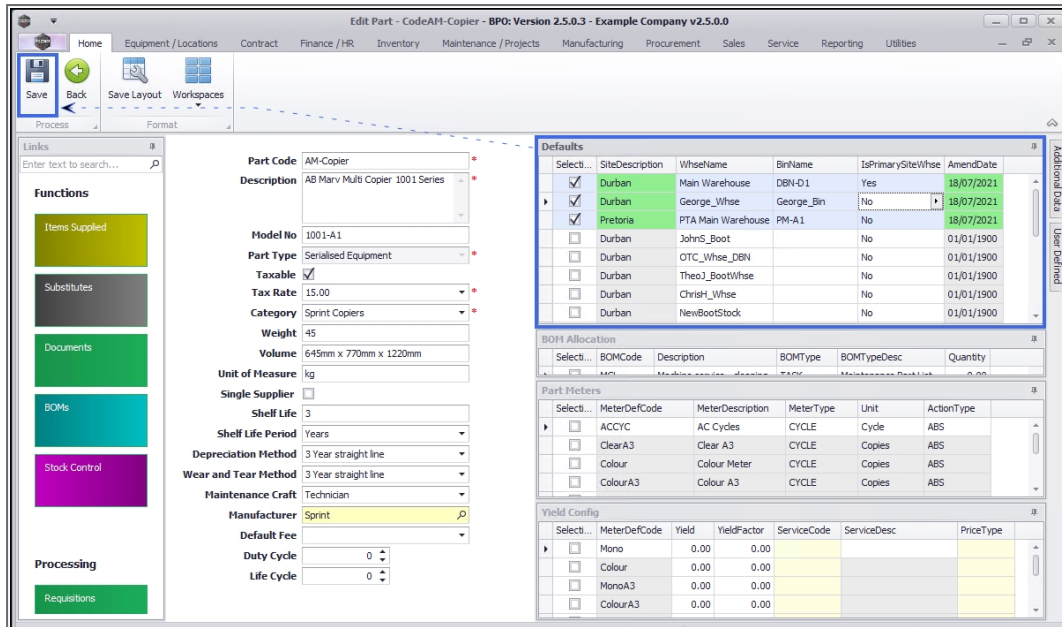 Edit Part - CodeAM-Copier - BPO: Version 2.5.0.3 - Example Company v2.5.0.0
Home Equipment / Locations Contract Finance / HR Inventory Maintenance / Projects Manufacturing Procurement Sales Service Reporting Utilities
Save Back Save Layout Workspaces
Process Format
Links
Enter text to search...
Functions
Items Supplied
Substitutes
Documents
BOMs
Stock Control
Processing
Requisitions
Part Code AM-Copier *
Description AB Marv Multi Copier 1001 Series *
Model No 1001-A1
Part Type Serialised Equipment *
Taxable
Tax Rate 15.00 *
Category Sprint Copiers *
Weight 45
Volume 645mm x 770mm x 1220mm
Unit of Measure kg
Single Supplier
Shelf Life 3
Shelf Life Period Years
Depreciation Method 3 Year straight line
Wear and Tear Method 3 Year straight line
Maintenance Craft Technician
Manufacturer Sprint
Default Fee
Duty Cycle 0
Life Cycle 0
Defaults
Selecti... SiteDescription WhseName BinName IsPrimarySiteWhse AmendDate
Durban Main Warehouse DBN-D1 Yes 18/07/2021
Durban George_Whse George_Bin No 18/07/2021
Pretoria PTA Main Warehouse PM-A1 No 18/07/2021
Durban JohnS_Boot No 01/01/1900
Durban OTC_Whse_DBN No 01/01/1900
Durban TheoJ_BootWhse No 01/01/1900
Durban ChrisH_Whse No 01/01/1900
Durban NewBootStock No 01/01/1900
BOM Allocation
Selecti... BOMCode Description BOMType BOMTypeDesc Quantity
Part Meters
Selecti... MeterDefCode MeterDescription MeterType Unit ActionType
ACCYC AC Cycles CYCLE Cycle ABS
ClearA3 Clear A3 CYCLE Copies ABS
Colour Colour Meter CYCLE Copies ABS
ColourA3 Colour A3 CYCLE Copies ABS
Yield Config
Selecti... MeterDefCode Yield YieldFactor ServiceCode ServiceDesc PriceType
Mono 0.00 0.00
Colour 0.00 0.00
MonoA3 0.00 0.00
ColourA3 0.00 0.00
Additional Data
User Defined